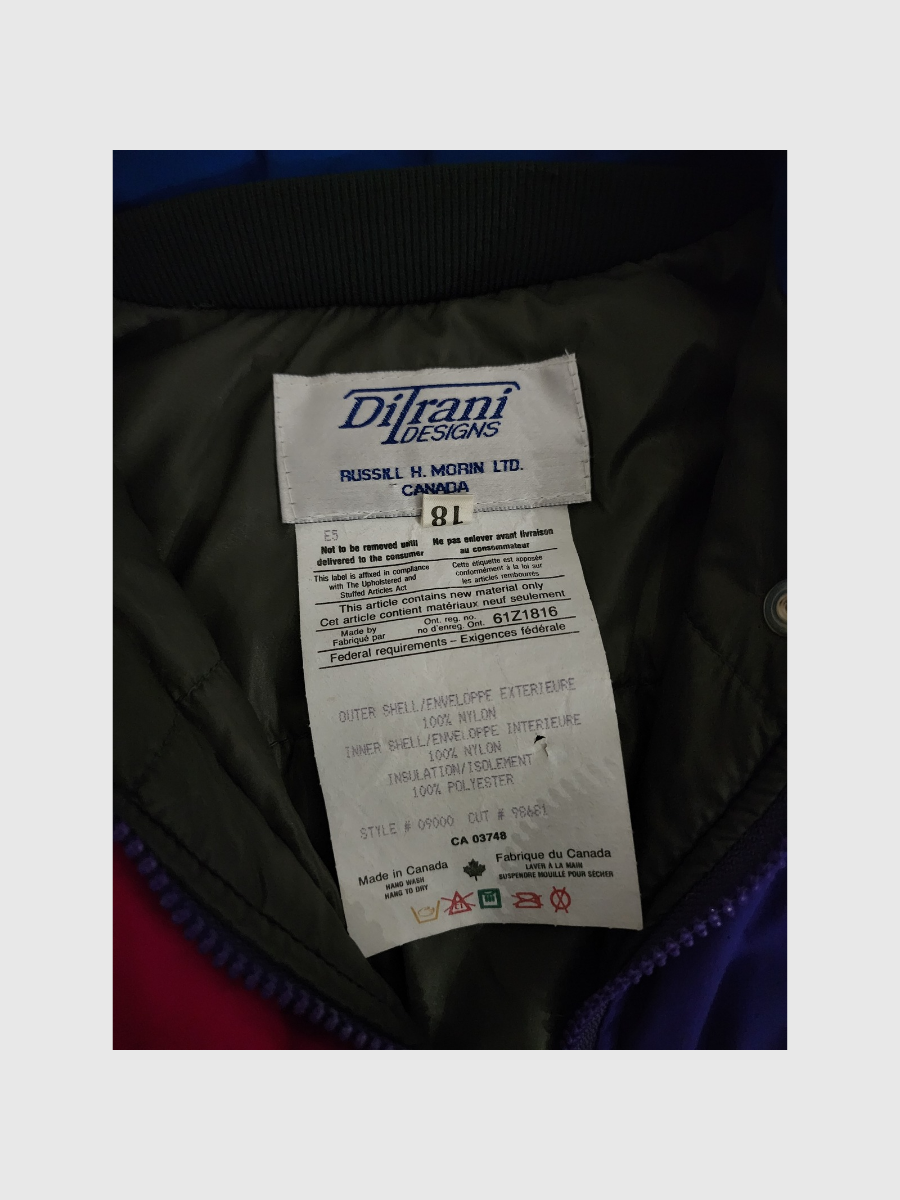 DiTrani
DESIGNS
RUSSILL H. MORIN LTD.
CANADA
18
E5
Not to be removed until
delivered to the consumer
Ne pas enlever avant livraison
au consommateur
This label is affixed in compliance
with The Upholstered and
Stuffed Articles Act
Cette étiquette est apposée
conformément à la loi sur
les articles rembourrés
This article contains new material only
Cet article contient matériaux neuf seulement
Made by
Fabriqué par
Ont. reg. no.
no d'enreg. Ont.
61Z1816
Federal requirements – Exigences fédérale
OUTER SHELL/ENVELOPPE EXTERIEURE
100% NYLON
INNER SHELL/ENVELOPPE INTERIEURE
100% NYLON
INSULATION/ISOLEMENT
100% POLYESTER
STYLE # 09000 CUT # 98681
CA 03748
Made in Canada
HAND WASH
HANG TO DRY
Fabrique du Canada
LAVER A LA MAIN
SUSPENDRE MOUILLÉ POUR SÉCHER